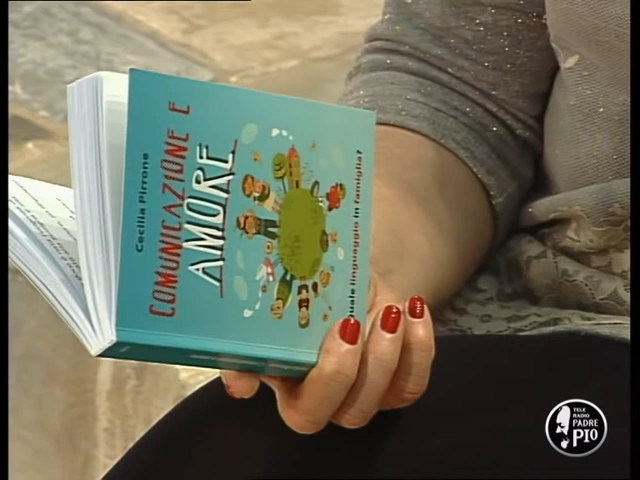 Cecilia Pirrone
COMUNICAZIONE E
AMORE
quale linguaggio in famiglia?
TELE
RADIO
PADRE
PIO